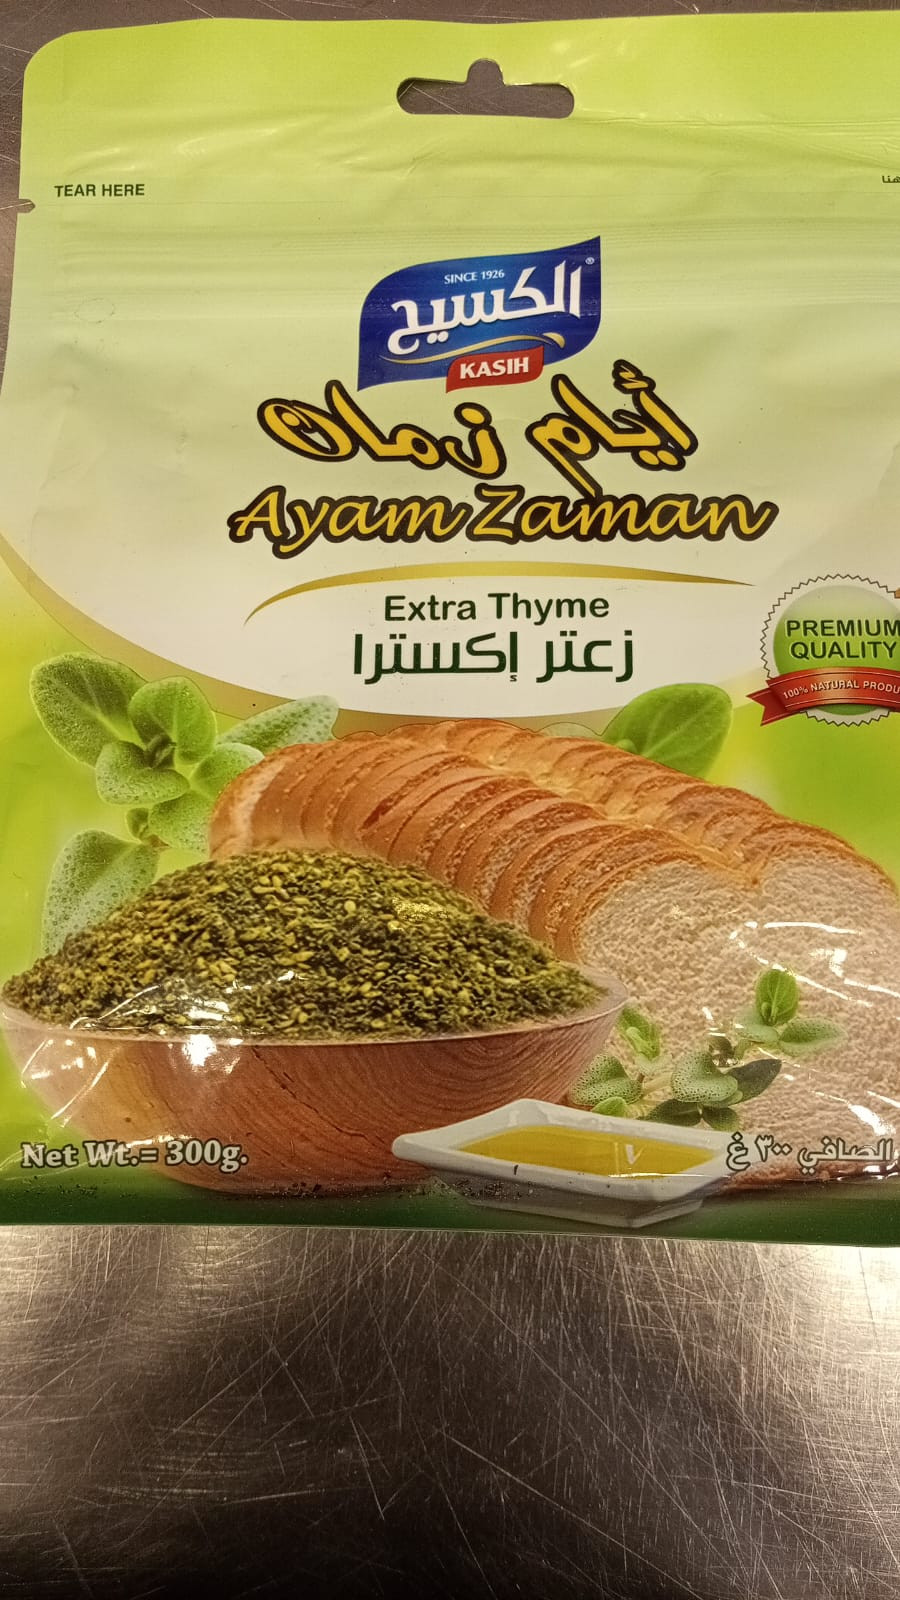 TEAR HERE
هنا
SINCE 1926
الكسيح
KASIH
أيام زمان
Ayam Zaman
Extra Thyme
زعتر إكسترا
PREMIUM
QUALITY
100% NATURAL
Net Wt.= 300g.
الصافي ٣٠٠ غ